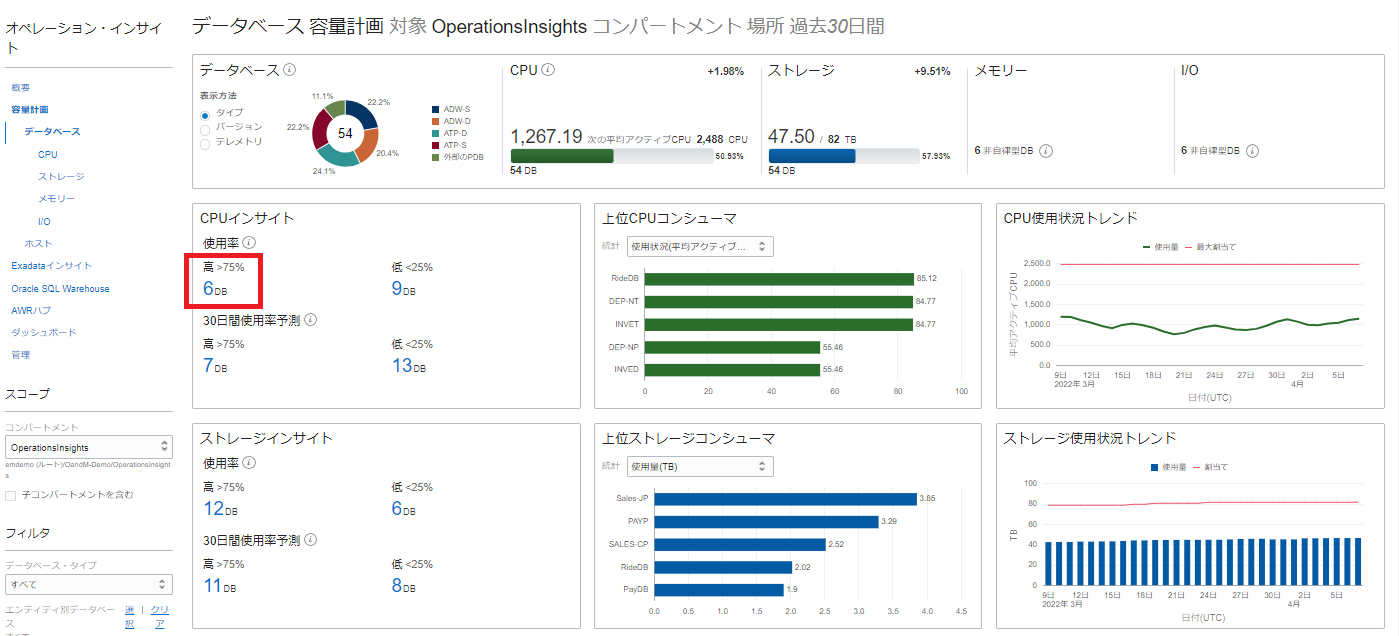 オペレーション・インサイ
ト
概要
容量計画
データベース
CPU
ストレージ
メモリー
I/O
ホスト
Exadataインサイト
Oracle SQL Warehouse
AWRハブ
ダッシュボード
管理
スコープ
コンパートメント
OperationsInsights
emdemo (ルート)/OandM-Demo/OperationsInsight
s
子コンパートメントを含む
フィルタ
データベース・タイプ
すべて
エンティティ別データベー
ス
選
択
|
クリ
ア
データベース 容量計画 対象 OperationsInsights コンパートメント 場所 過去30日間
データベース
表示方法
タイプ
バージョン
テレメトリ
11.1%
22.2%
22.2%
54
20.4%
24.1%
ADW-S
ADW-D
ATP-D
ATP-S
外部のPDB
CPU
+1.98%
1,267.19 次の平均アクティブCPU 2,488 CPU
50.93%
54 DB
ストレージ
+9.51%
47.50 / 82 TB
57.93%
54 DB
メモリー
6 非自律型DB
I/O
6 非自律型DB
CPUインサイト
使用率
高 >75%
低 <25%
6DB
9DB
30日間使用率予測
高 >75%
低 <25%
7DB
13DB
上位CPUコンシューマ
統計
使用状況(平均アクティブ...
RideDB
85.12
DEP-NT
84.77
INVET
84.77
DEP-NP
55.46
INVED
55.46
0 20 40 60 80 100
CPU使用状況トレンド
使用量
最大割当て
平均アクティブCPU
2,500.0
2,000.0
1,500.0
1,000.0
500.0
0.0
9日 12日 15日 18日 21日 24日 27日 30日 2日 5日
2022年 3月 4月
日付(UTC)
ストレージインサイト
使用率
高 >75%
低 <25%
12DB
6DB
30日間使用率予測
高 >75%
低 <25%
11DB
8DB
上位ストレージコンシューマ
統計
使用量(TB)
Sales-JP
3.85
PAYP
3.29
SALES-CP
2.52
RideDB
2.02
PayDB
1.9
0.0 0.5 1.0 1.5 2.0 2.5 3.0 3.5 4.0 4.5
ストレージ使用状況トレンド
使用量
割当て
TB
100
80
60
40
20
0
9日 12日 15日 18日 21日 24日 27日 30日 2日 5日
2022年 3月 4月
日付(UTC)